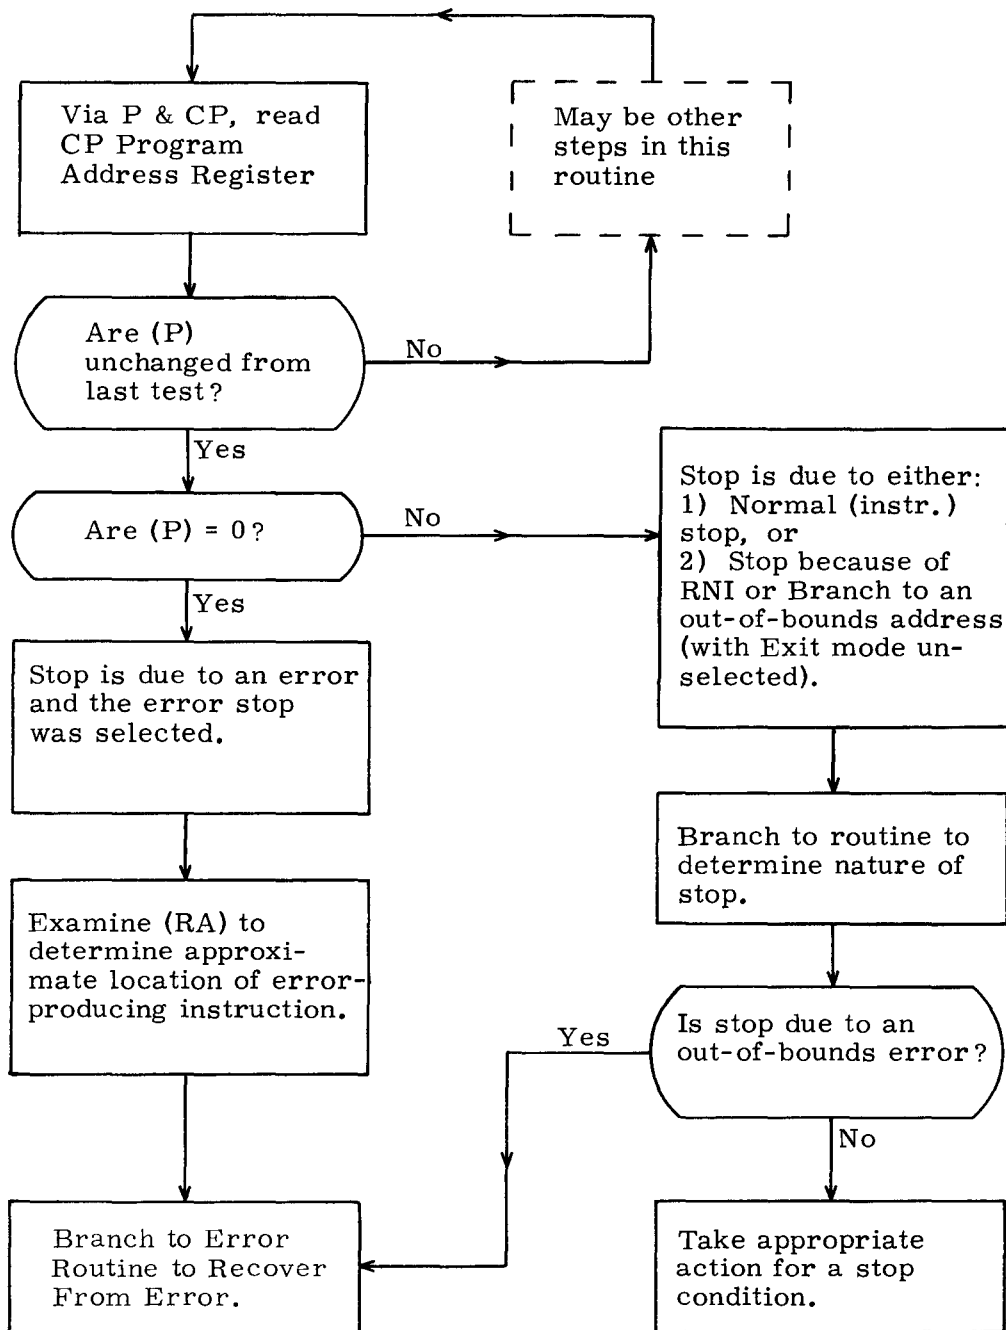 Via P & CP, read
CP Program
Address Register
May be other
steps in this
routine
Are (P)
unchanged from
last test?
No
Yes
Are (P) = 0?
No
Yes
Stop is due to either:
1) Normal (instr.)
stop, or
2) Stop because of
RNI or Branch to an
out-of-bounds address
(with Exit mode un-
selected).
Stop is due to an error
and the error stop
was selected.
Branch to routine to
determine nature of
stop.
Examine (RA) to
determine approxi-
mate location of error-
producing instruction.
Is stop due to an
out-of-bounds error?
Yes
No
Branch to Error
Routine to Recover
From Error.
Take appropriate
action for a stop
condition.